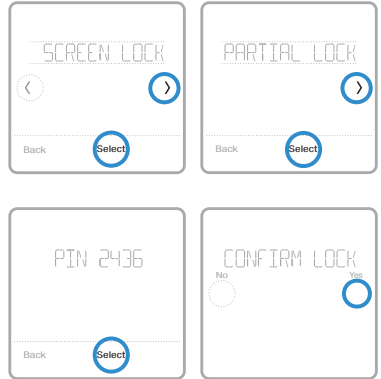 SCREEN LOCK
Back Select
PARTIAL LOCK
Back Select
PIN 2436
Back Select
CONFIRM LOCK
No Yes